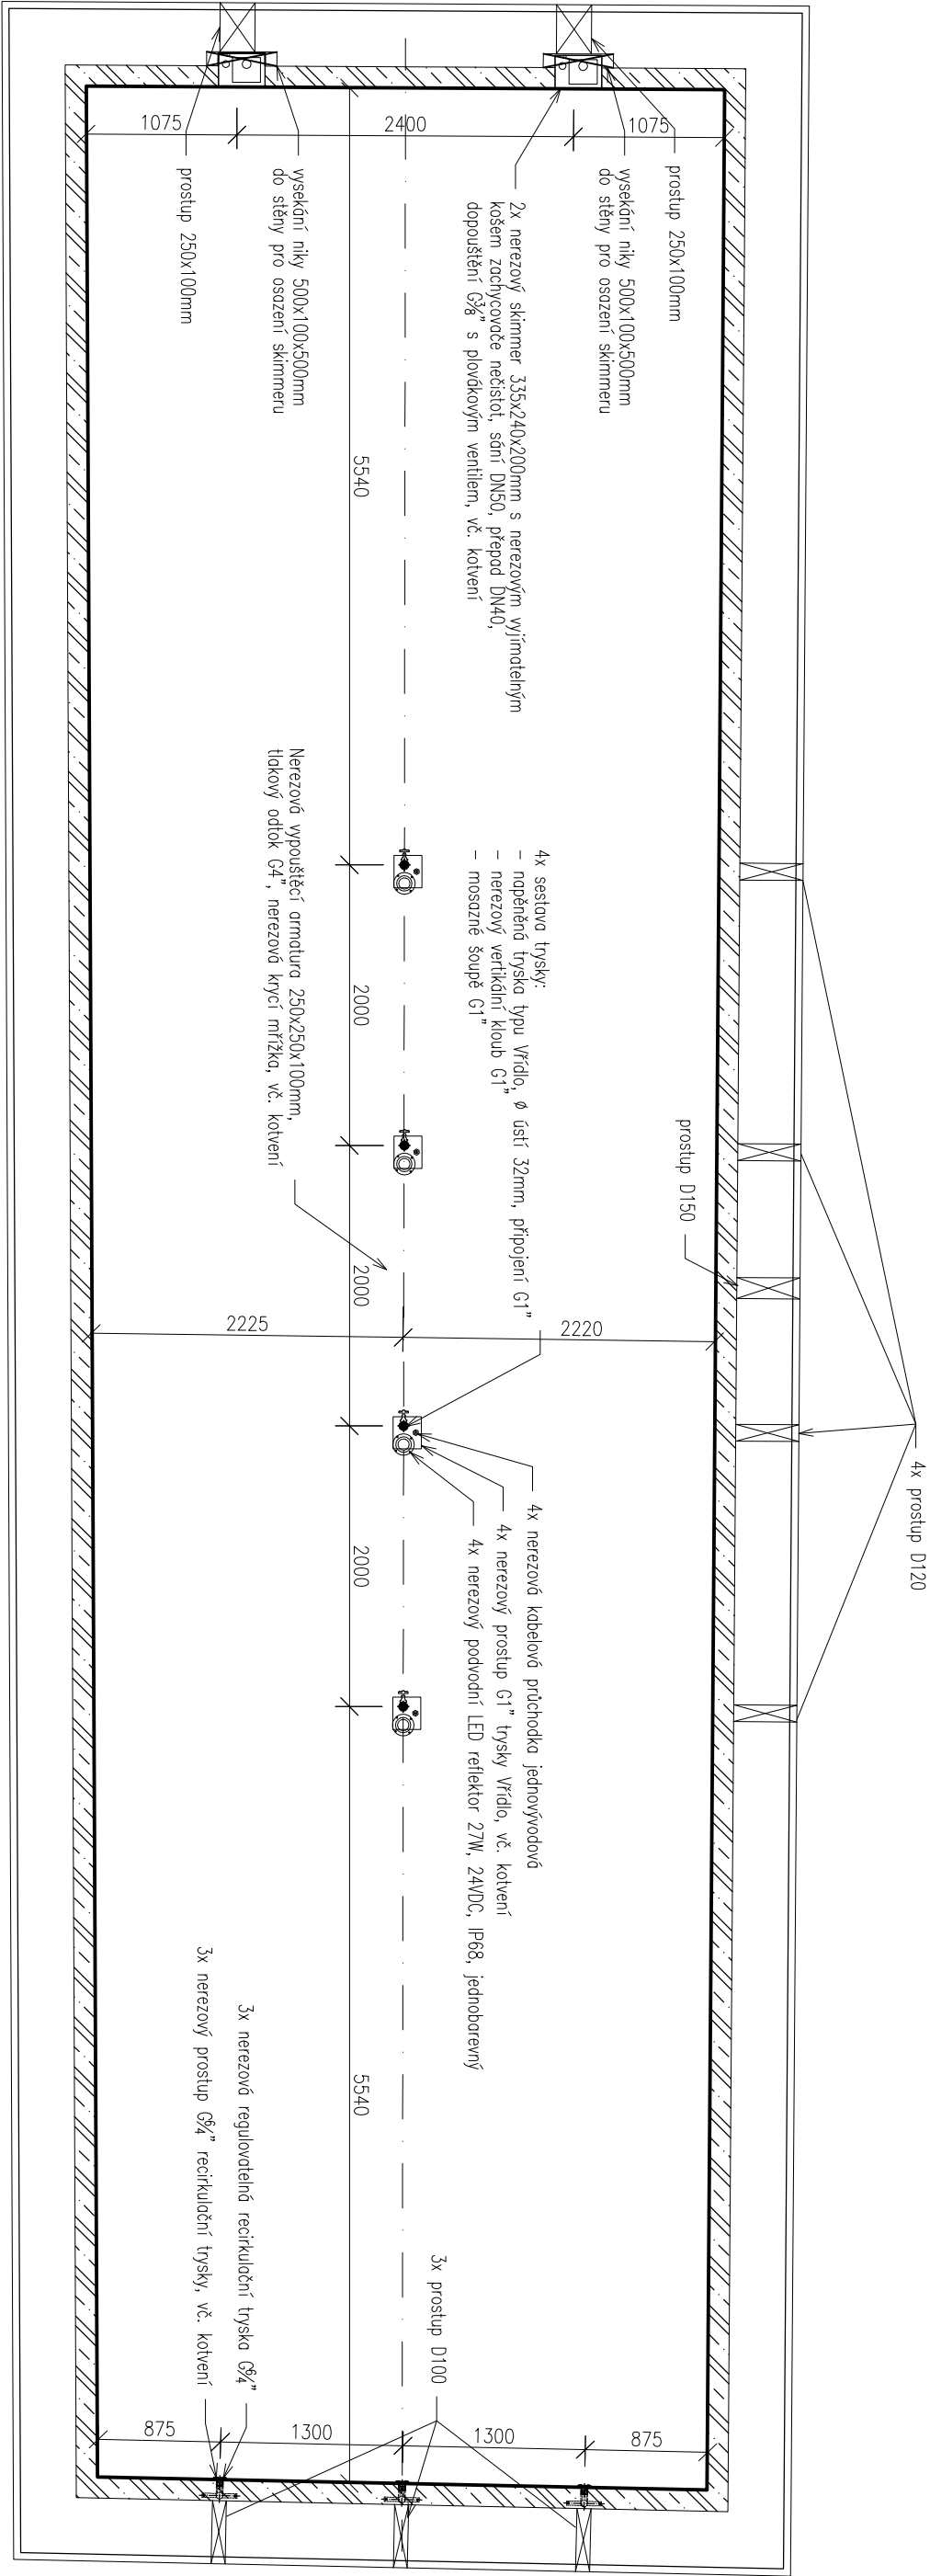 1075
2400
1075
prostup 250x100mm
vysekání niky 500x100x500mm
do stěny pro osazení skimmeru
2x nerezový skimmer 335x240x200mm s nerezovým vyjímatelným
košem zachycovače nečistot, sání DN50, přepad DN40,
dopouštění G3/8" s plovákovým ventilem, vč. kotvení
vysekání niky 500x100x500mm
do stěny pro osazení skimmeru
prostup 250x100mm
5540
4x sestava trysky:
- napěněná tryska typu Vřídlo, ø ústí 32mm, připojení G1"
- nerezový vertikální kloub G1"
- mosazné šoupě G1"
Nerezová vypouštěcí armatura 250x250x100mm,
tlakový odtok G4", nerezová krycí mřížka, vč. kotvení
2000
2000
prostup D150
2225
2220
4x prostup D120
4x nerezová kabelová průchodka jednovývodová
4x nerezový prostup G1" trysky Vřídlo, vč. kotvení
4x nerezový podvodní LED reflektor 27W, 24VDC, IP68, jednobarevný
2000
5540
3x nerezová regulovatelná recirkulační tryska G6/4"
3x nerezový prostup G6/4" recirkulační trysky, vč. kotvení
3x prostup D100
875
1300
1300
875